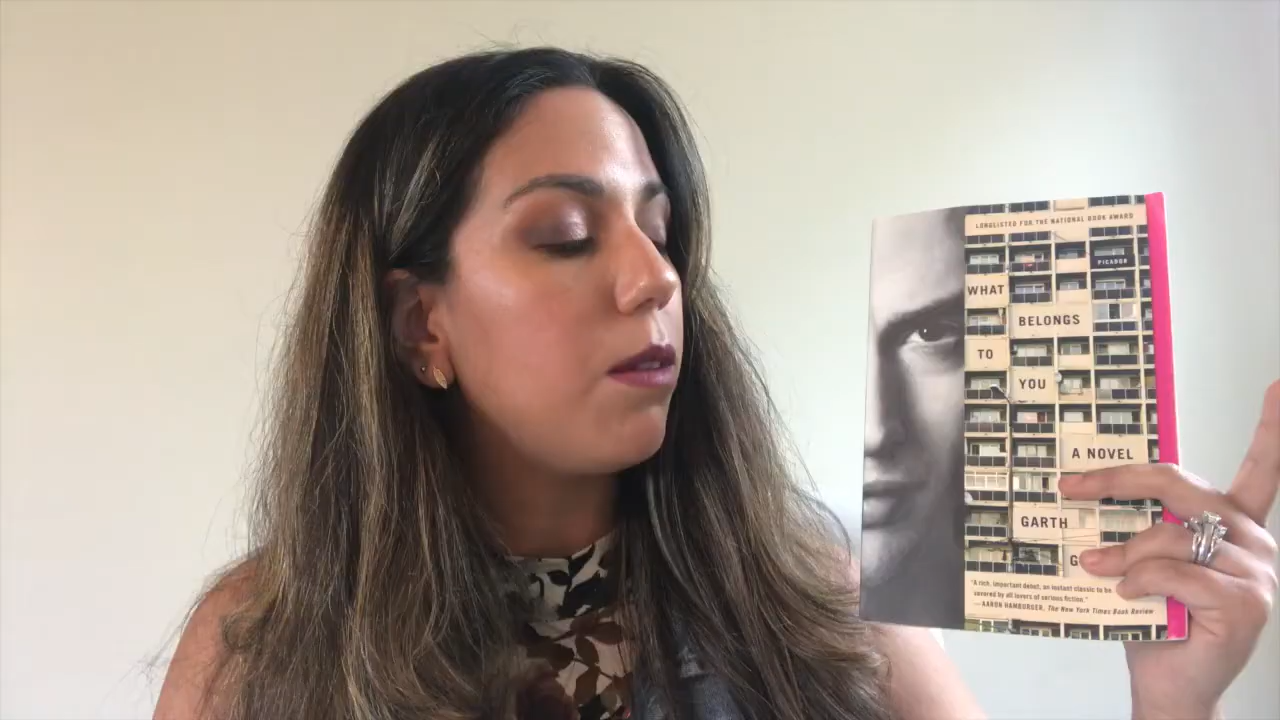 LONGLISTED FOR THE NATIONAL BOOK AWARD
PICADOR
WHAT
BELONGS
TO
YOU
A NOVEL
GARTH
G
"A rich, important debut, an instant classic to be
savored by all lovers of serious fiction."
—AARON HAMBURGER, The New York Times Book Review